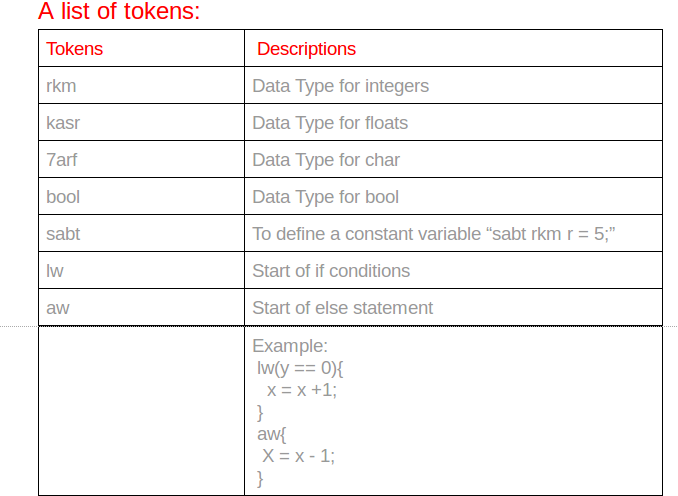 A list of tokens:
Tokens Descriptions
rkm Data Type for integers
kasr Data Type for floats
7arf Data Type for char
bool Data Type for bool
sabt To define a constant variable “sabt rkm r = 5;”
lw Start of if conditions
aw Start of else statement
Example:
lw(y == 0){
x = x +1;
}
aw{
X = x - 1;
}